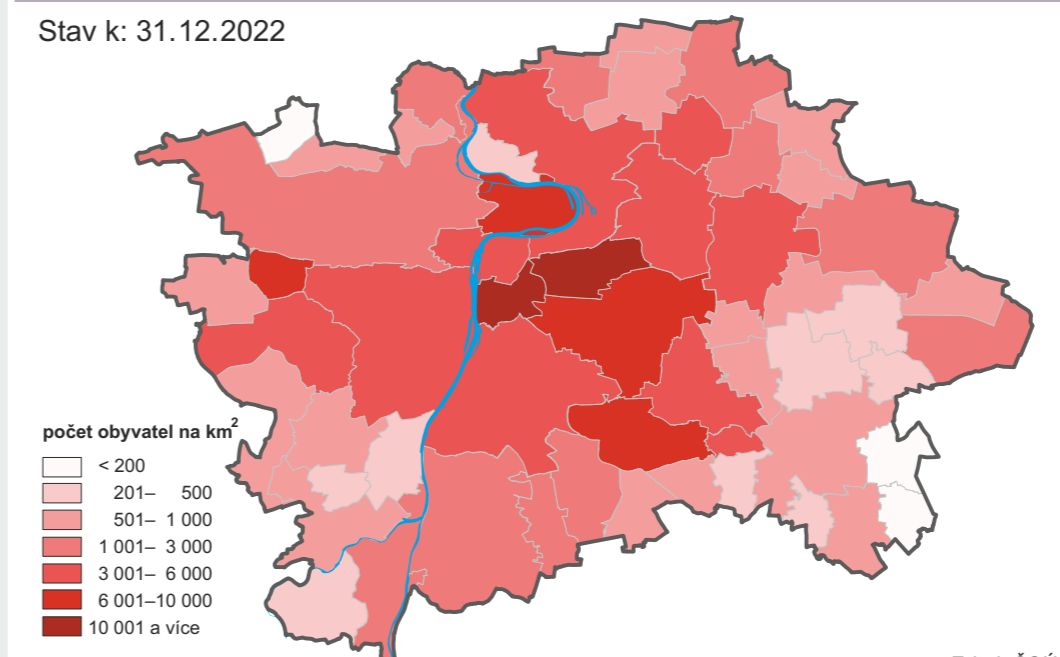 Stav k: 31.12.2022
počet obyvatel na km²
< 200
201– 500
501– 1 000
1 001– 3 000
3 001– 6 000
6 001–10 000
10 001 a více